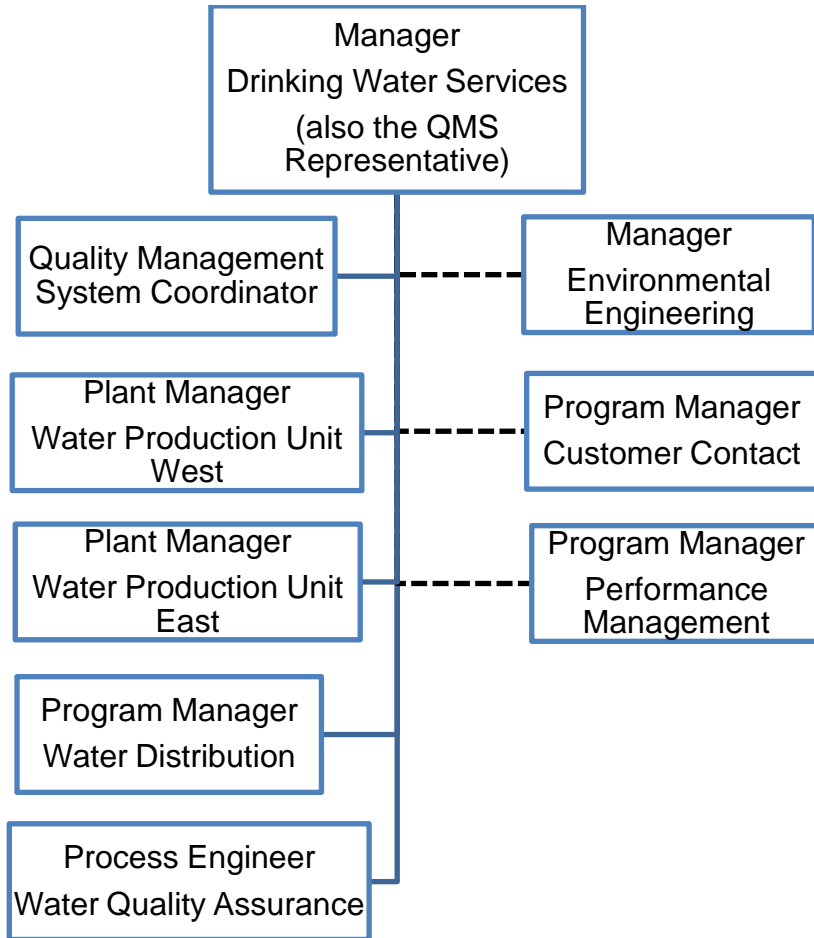 Manager
Drinking Water Services
(also the QMS
Representative)
Quality Management
System Coordinator
Manager
Environmental
Engineering
Plant Manager
Water Production Unit
West
Program Manager
Customer Contact
Plant Manager
Water Production Unit
East
Program Manager
Performance
Management
Program Manager
Water Distribution
Process Engineer
Water Quality Assurance